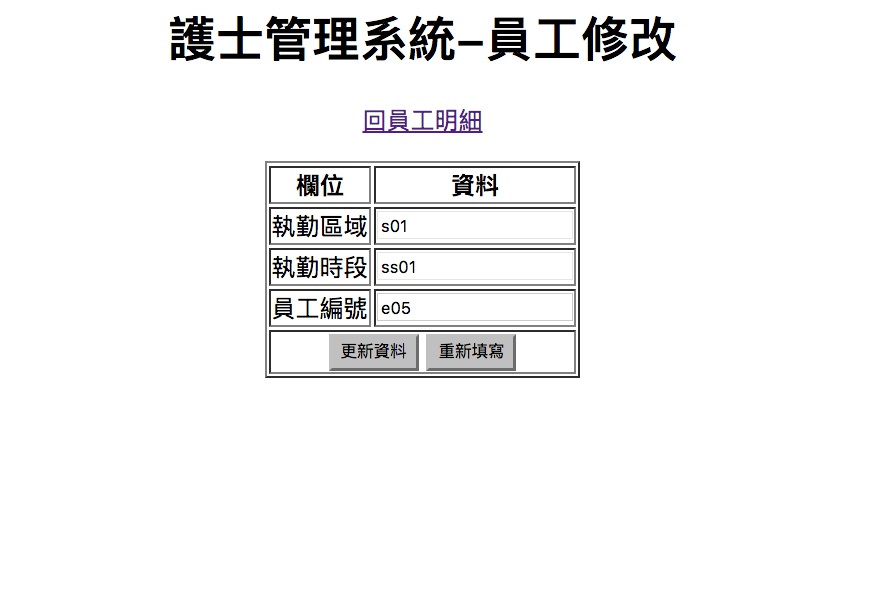 護士管理系統–員工修改
回員工明細
欄位 資料
執勤區域 s01
執勤時段 ss01
員工編號 e05
更新資料 重新填寫